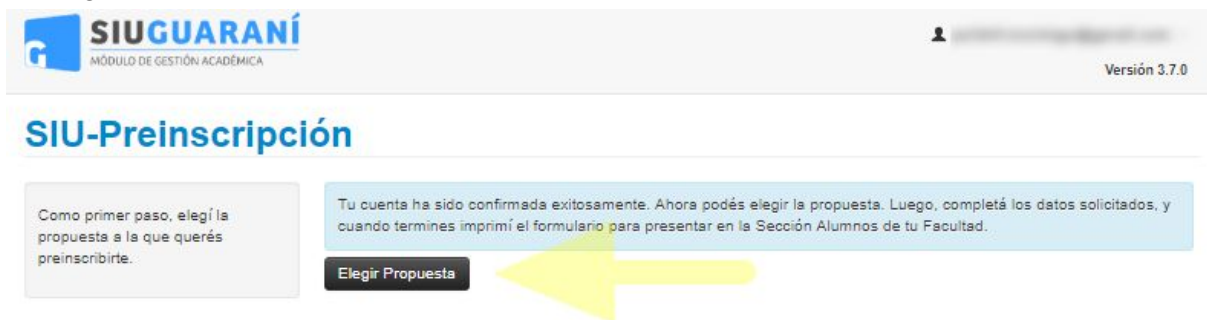 SIUGUARANÍ
MÓDULO DE GESTIÓN ACADÉMICA
Versión 3.7.0
SIU-Preinscripción
Como primer paso, elegí la
propuesta a la que querés
preinscribirte.
Tu cuenta ha sido confirmada exitosamente. Ahora podés elegir la propuesta. Luego, completá los datos solicitados, y
cuando termines imprimí el formulario para presentar en la Sección Alumnos de tu Facultad.
Elegir Propuesta